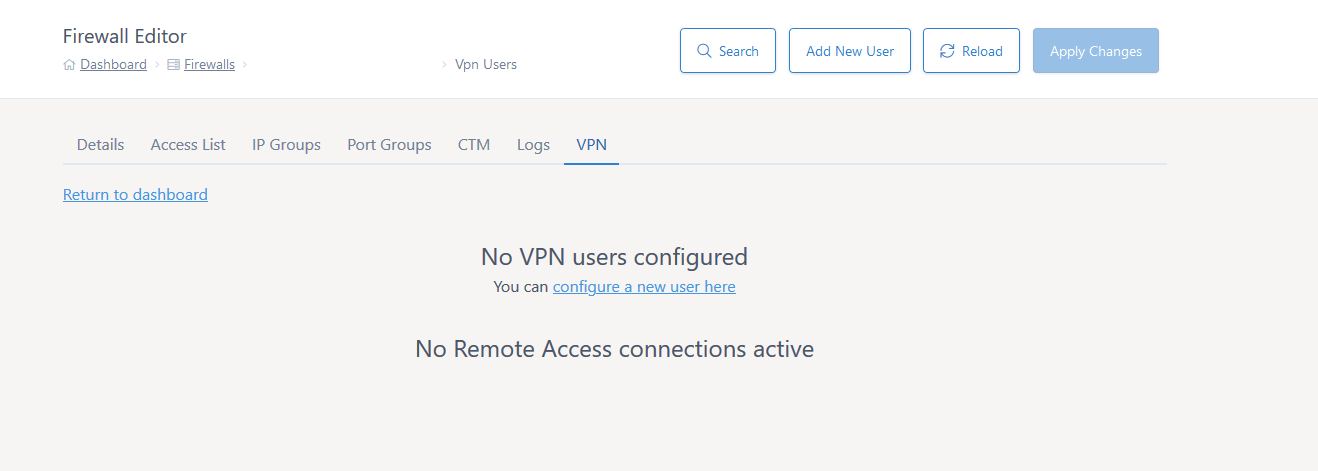 Firewall Editor
Dashboard > Firewalls > > Vpn Users
Search
Add New User
Reload
Apply Changes
Details Access List IP Groups Port Groups CTM Logs VPN
Return to dashboard
No VPN users configured
You can configure a new user here
No Remote Access connections active